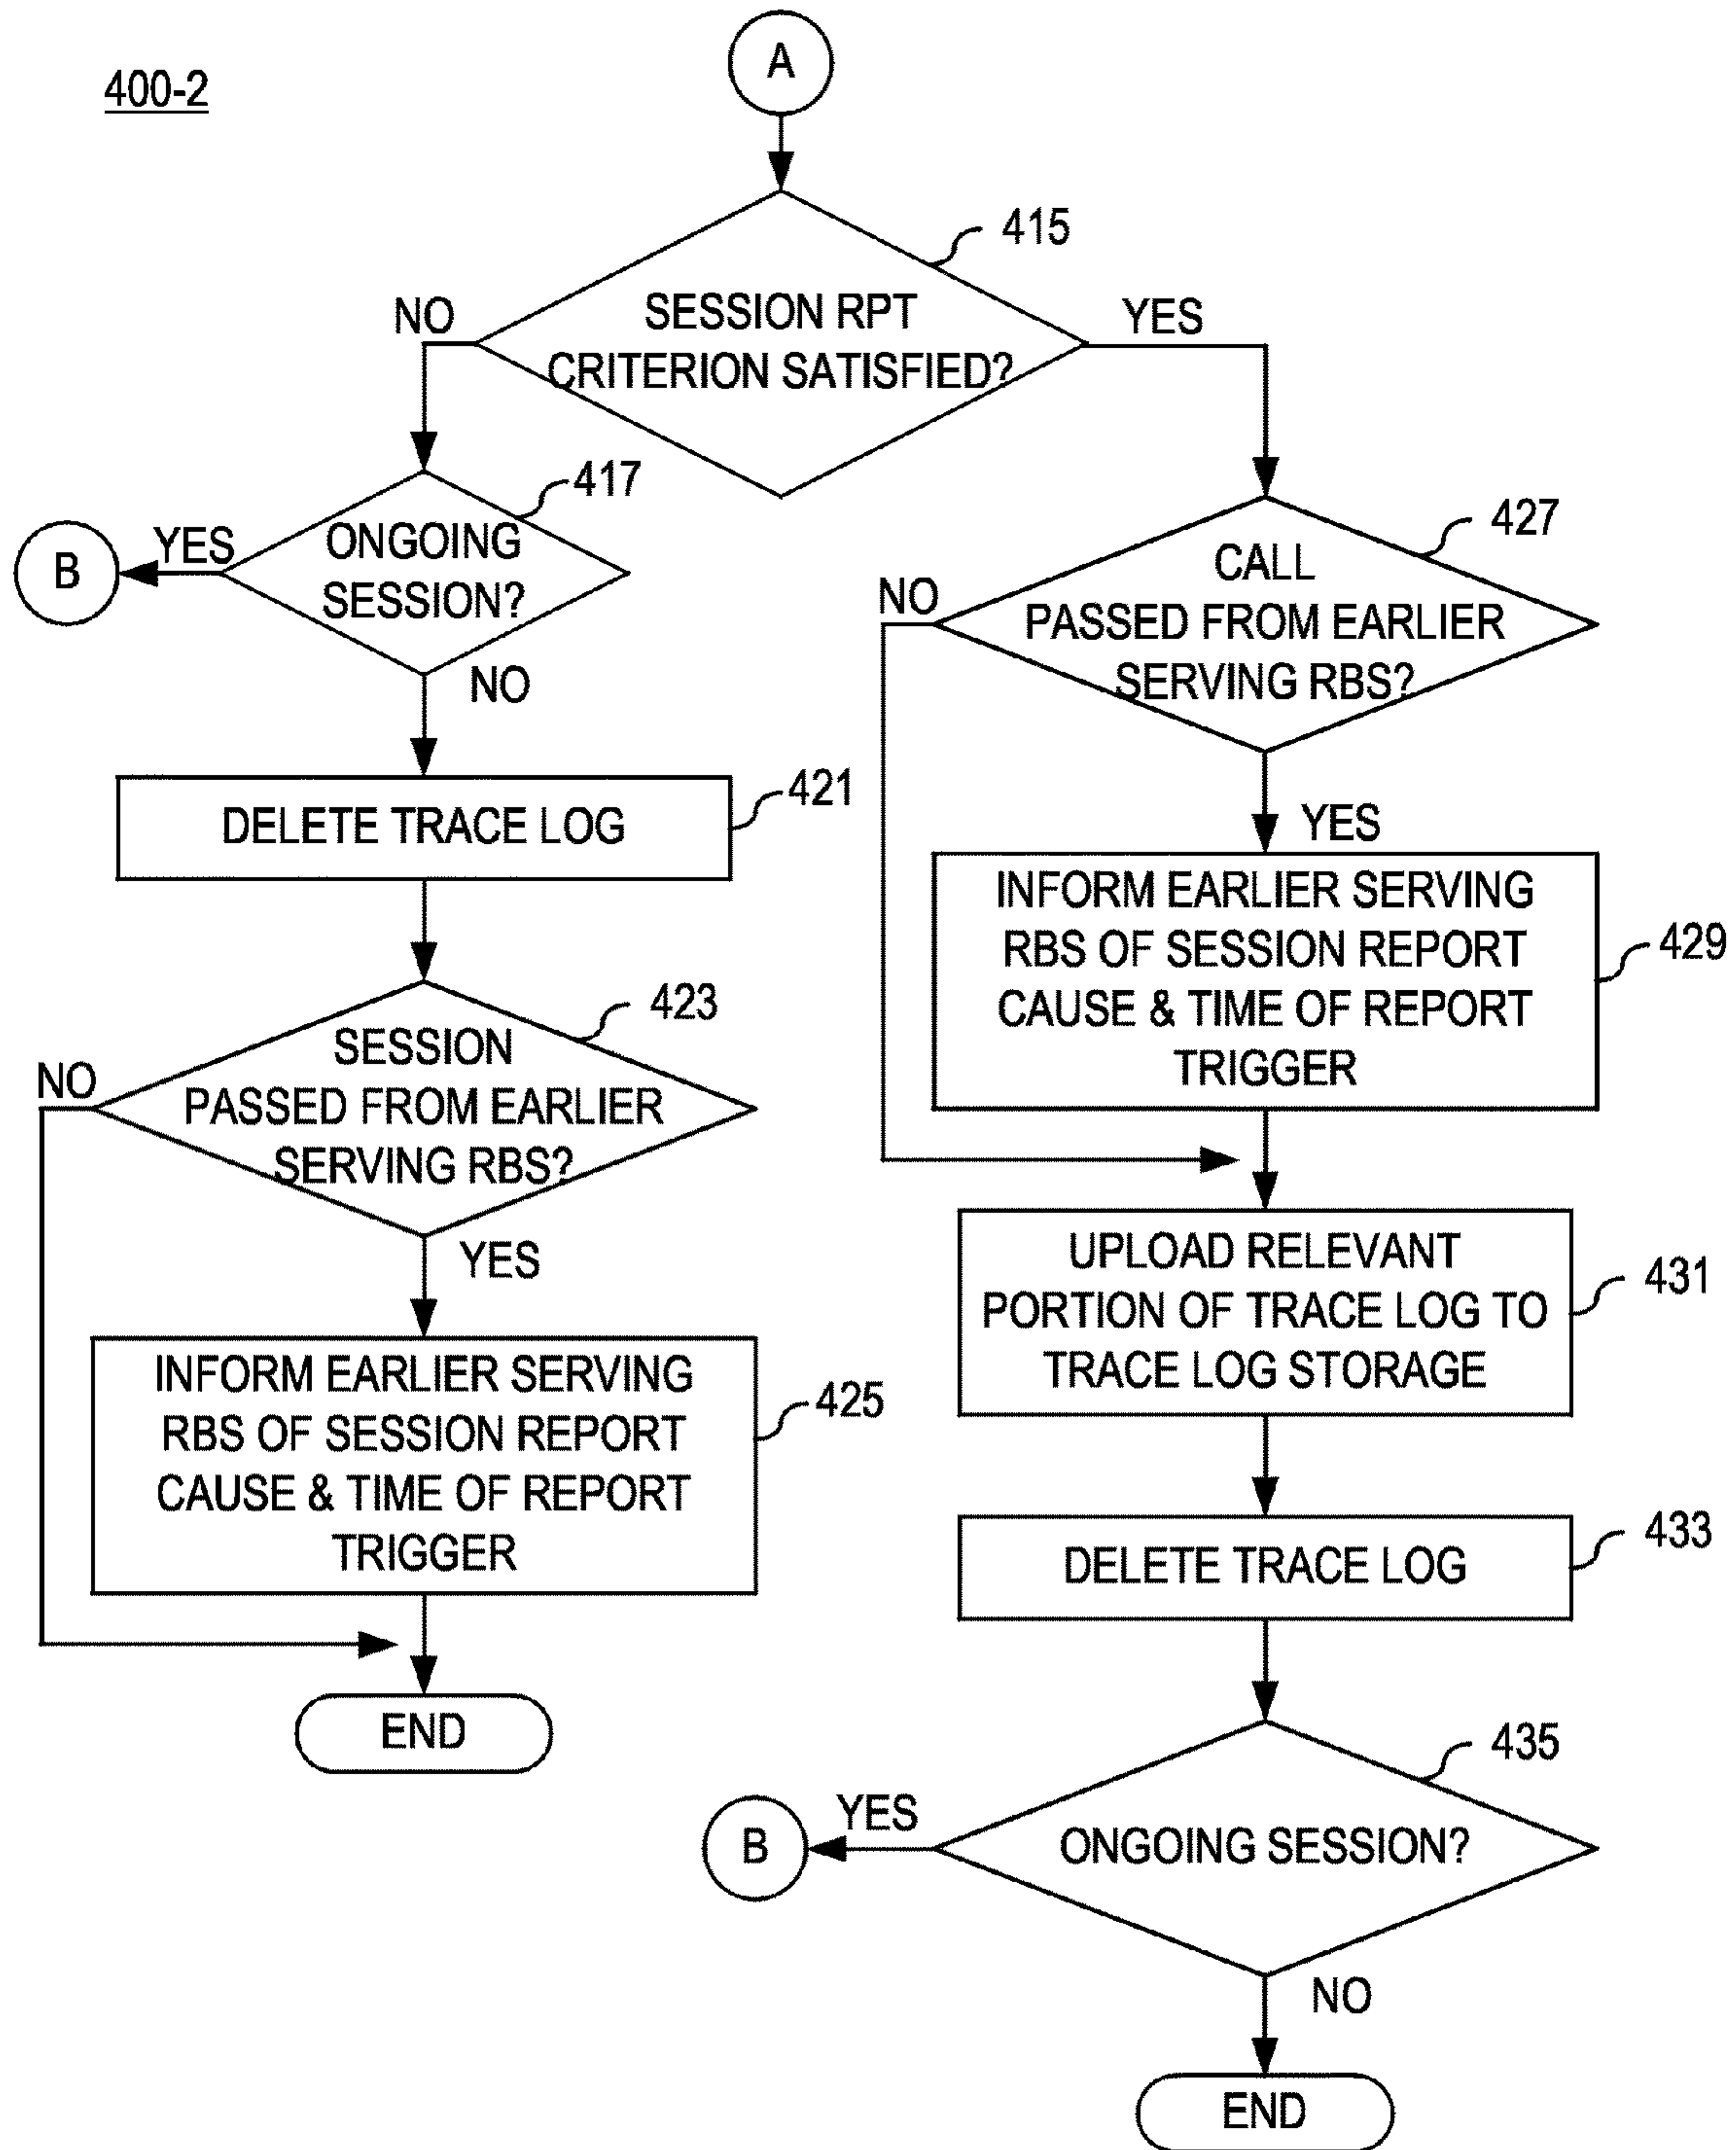 400-2
A
415
SESSION RPT
CRITERION SATISFIED?
NO
YES
417
ONGOING
SESSION?
YES
B
NO
421
DELETE TRACE LOG
423
SESSION
PASSED FROM EARLIER
SERVING RBS?
NO
YES
INFORM EARLIER SERVING
RBS OF SESSION REPORT
CAUSE & TIME OF REPORT
TRIGGER
425
END
427
CALL
PASSED FROM EARLIER
SERVING RBS?
NO
YES
INFORM EARLIER SERVING
RBS OF SESSION REPORT
CAUSE & TIME OF REPORT
TRIGGER
429
UPLOAD RELEVANT
PORTION OF TRACE LOG TO
TRACE LOG STORAGE
431
DELETE TRACE LOG
433
435
ONGOING SESSION?
YES
B
NO
END